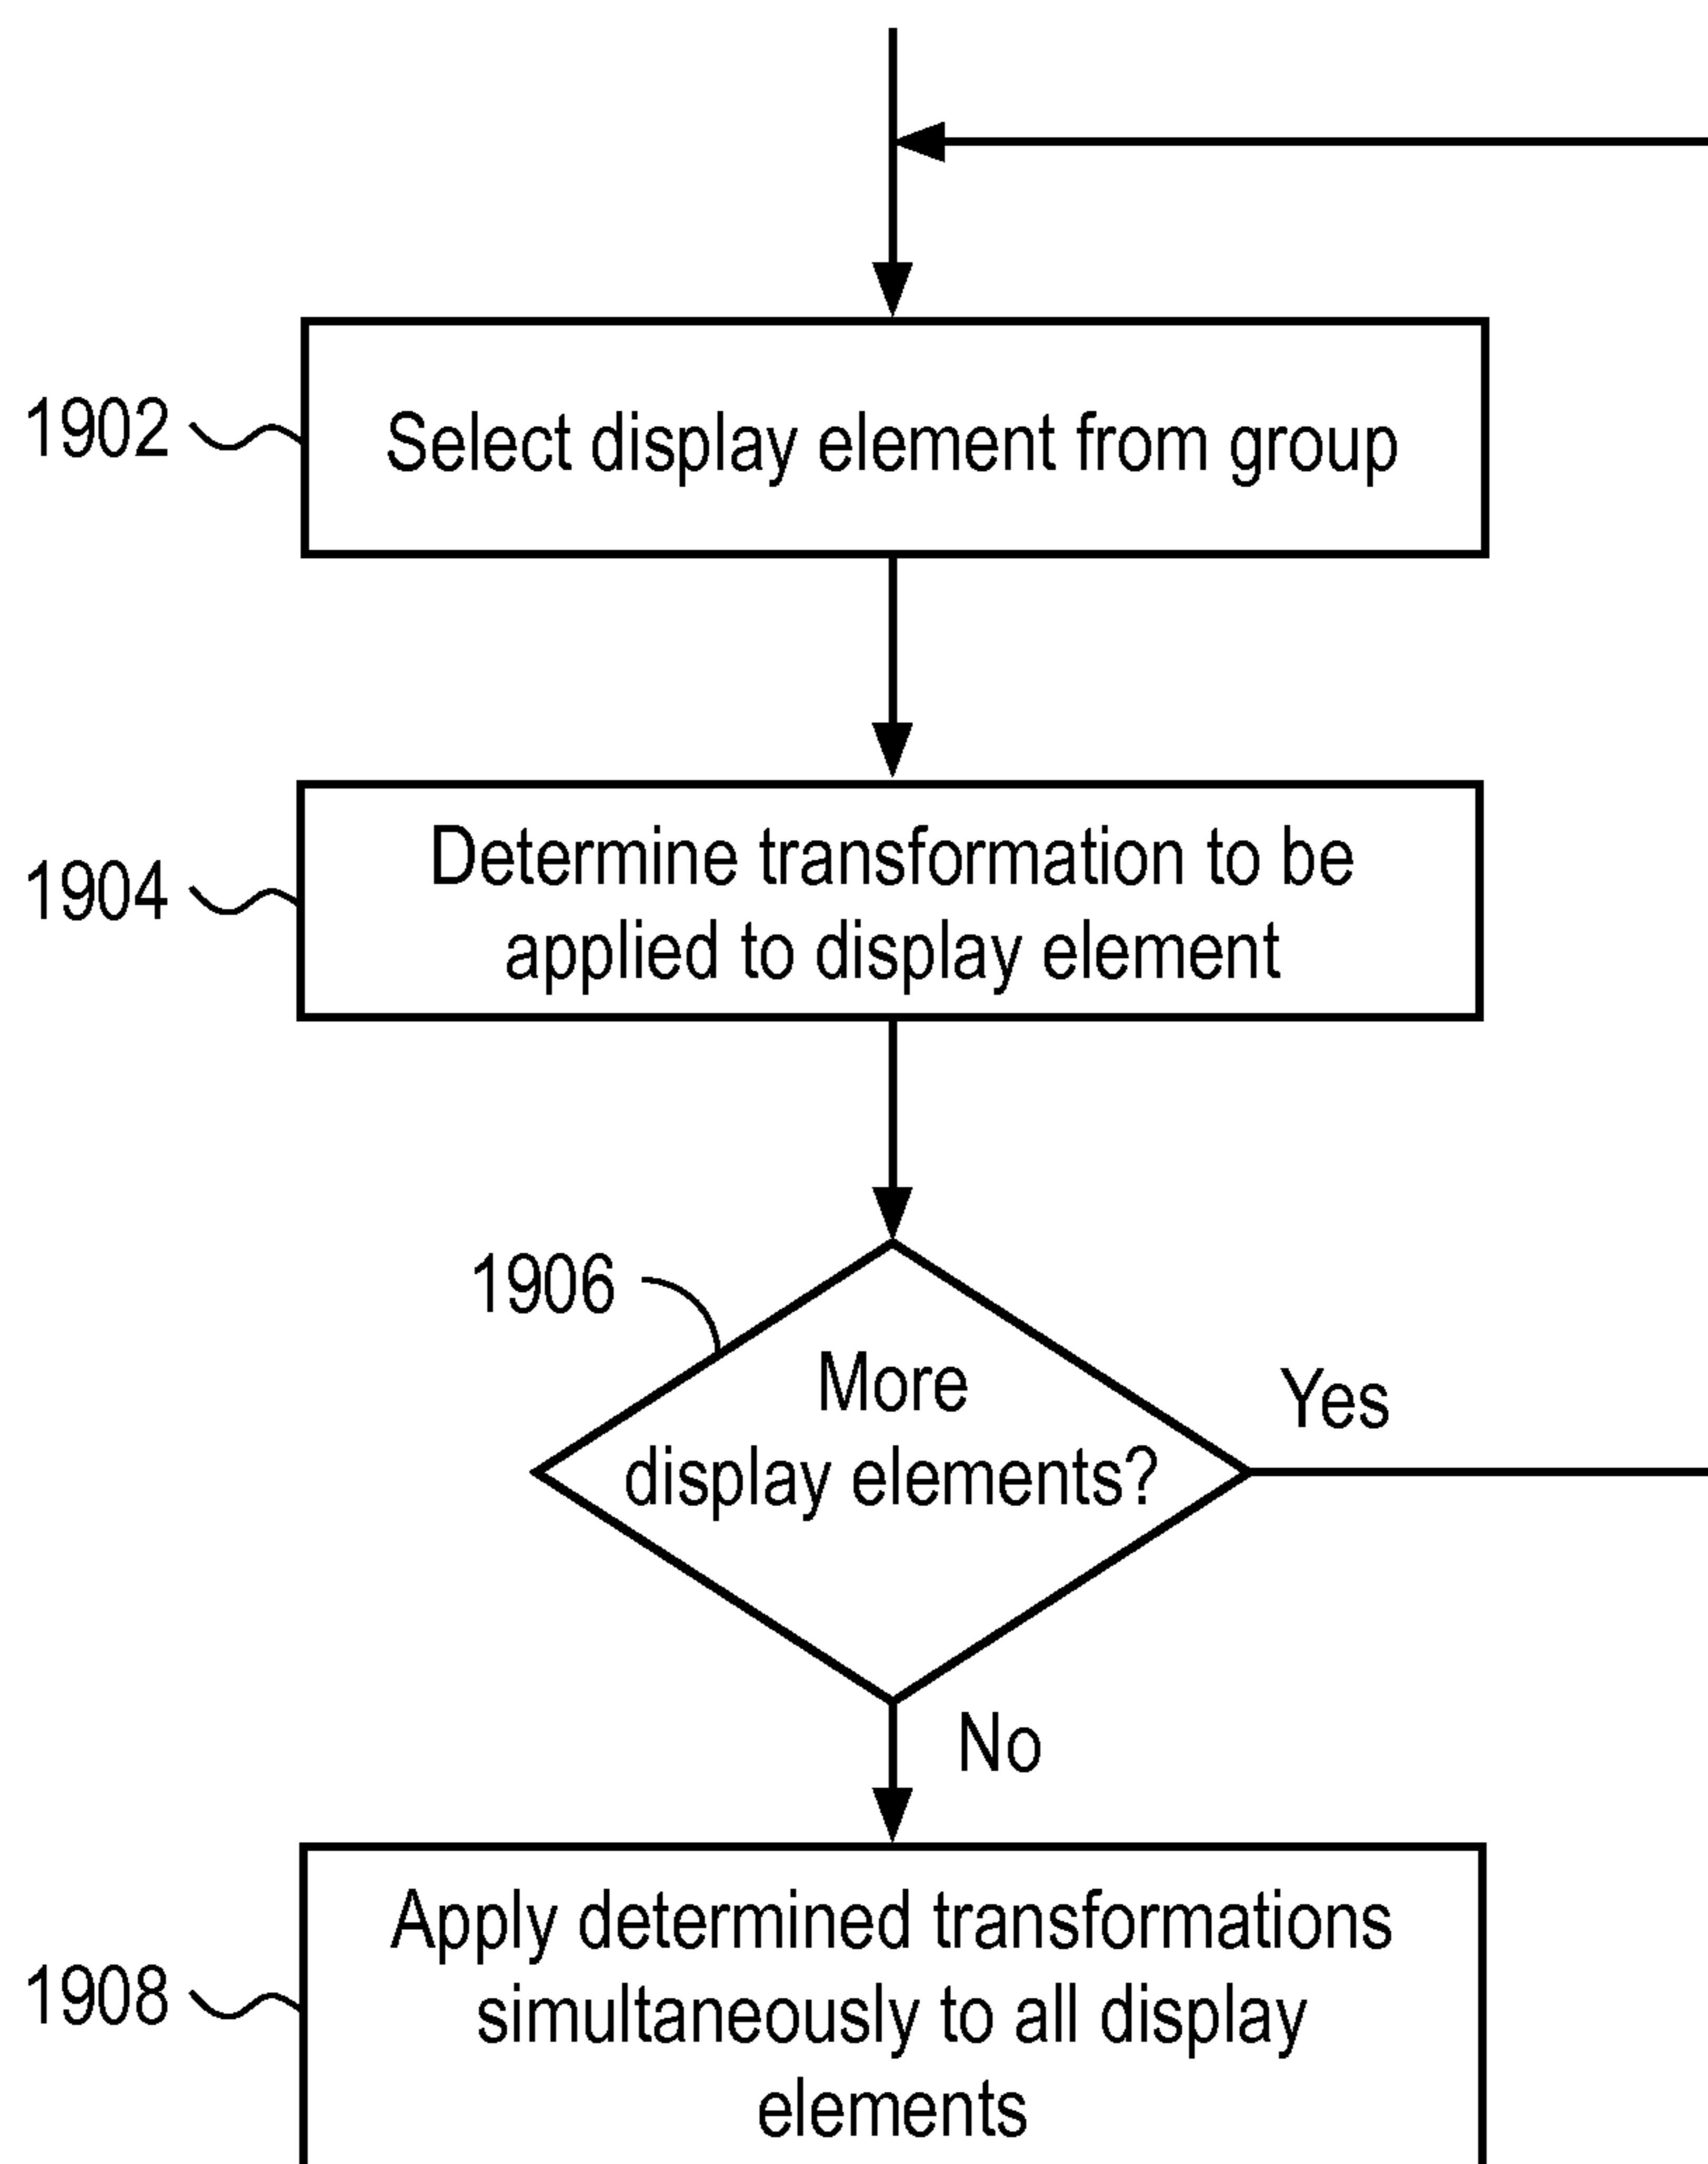 1902
Select display element from group
1904
Determine transformation to be
applied to display element
1906
More
display elements?
Yes
No
1908
Apply determined transformations
simultaneously to all display
elements